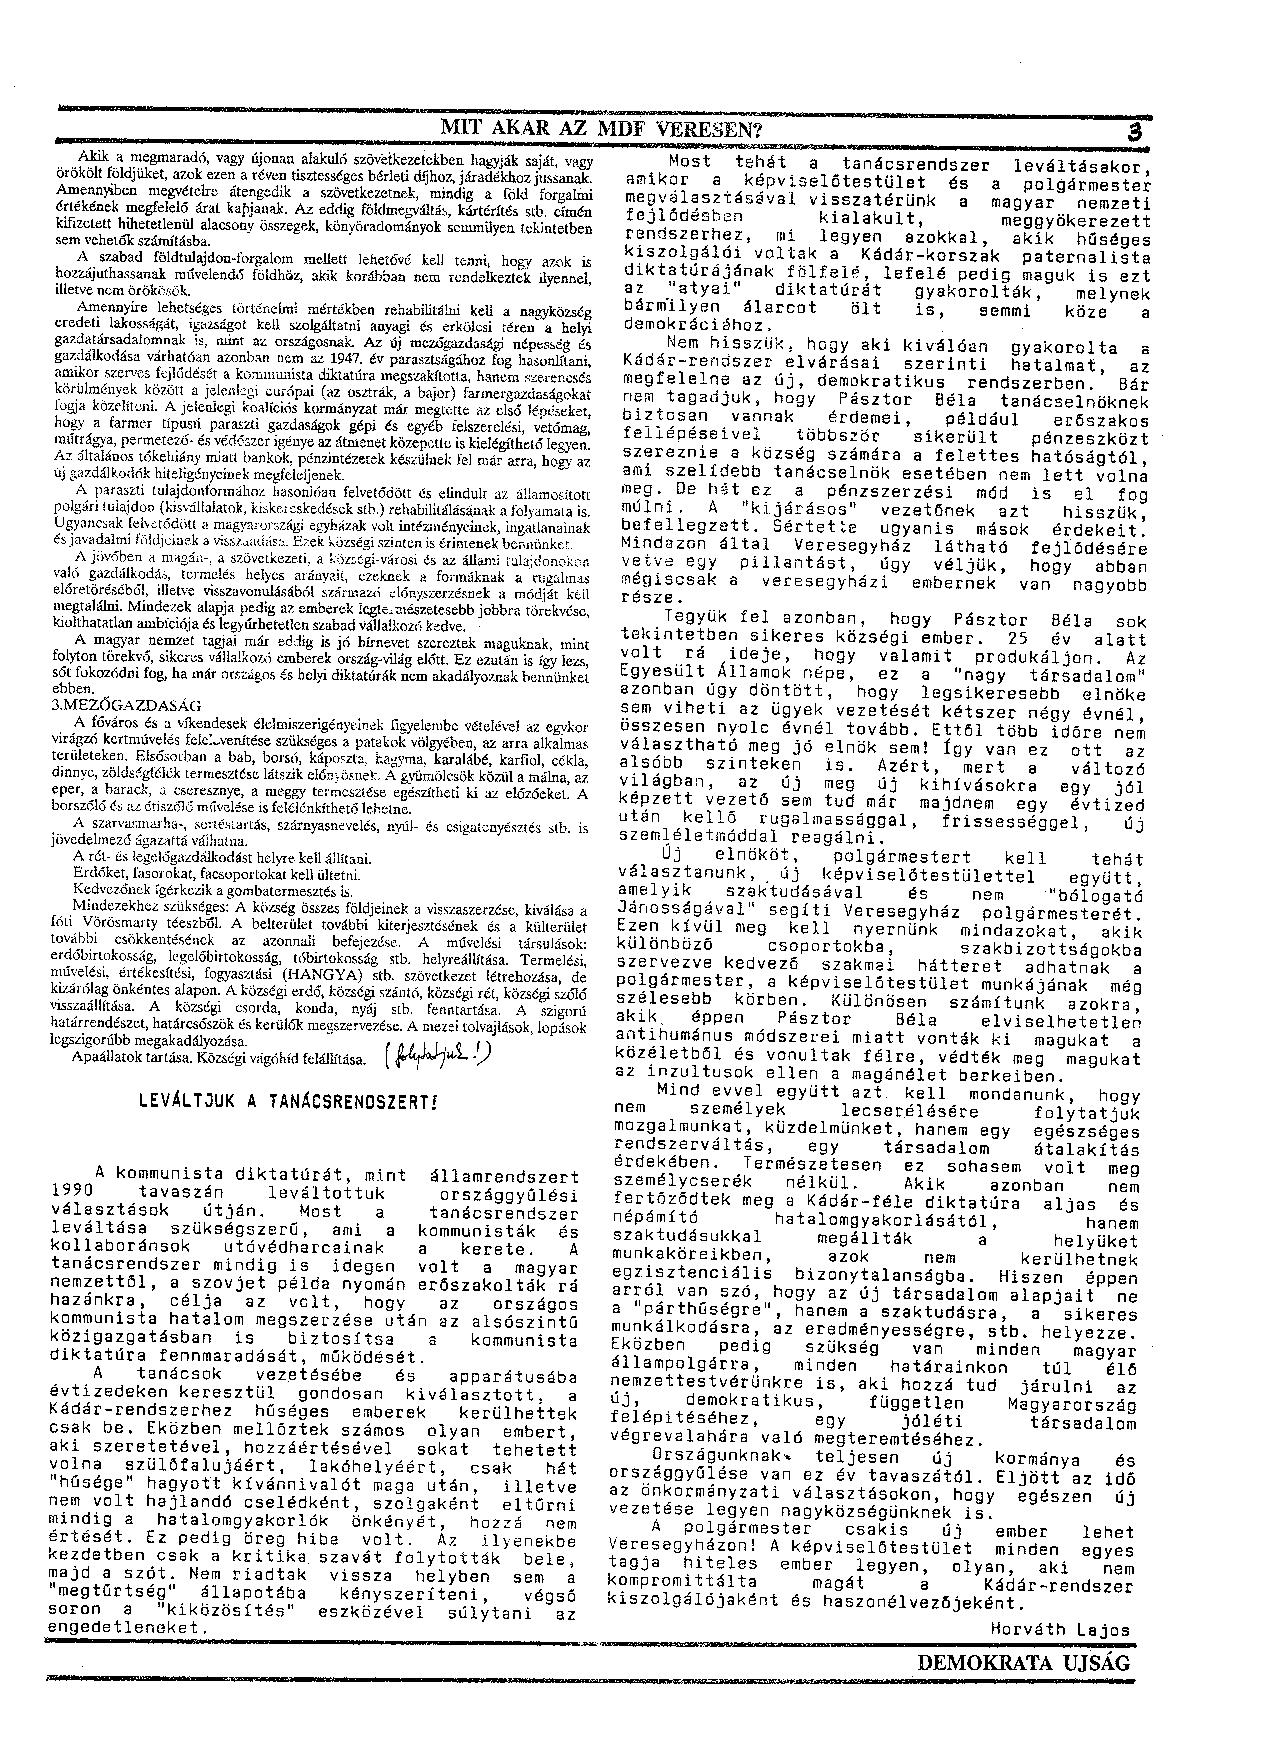 MIT AKAR AZ MDF VERESEN?
3
Akik a megmaradó, vagy újonan alakuló szövetkezetekben hagyják saját, vagy
örökölt földjüket, azok ezen a réven tisztességes bérleti díjhoz, járadékhoz jussanak.
Amennyiben megvételre átengedik a szövetkezetnek, mindig a föld forgalmi
értékének megfelelő árat kapjanak. Az eddig földmegváltás, kártérítés stb. címén
kifizetett hihetetlenül alacsony összegek, könyöradományok semmilyen tekintetben
sem vehetők számításba.
A szabad földtulajdon-forgalom mellett lehetővé kell tenni, hogy azok is
hozzájuthassanak művelendő földhöz, akik korábban nem rendelkeztek ilyennel,
illetve nem örökösök.
Amennyire lehetséges történelmi mértékben rehabilitálni kell a nagyközség
eredeti lakosságát, igazságot kell szolgáltatni anyagi és erkölcsi téren a helyi
gazdatársadalomnak is, mint az országosnak. Az új mezőgazdasági népesség és
gazdálkodása várhatóan azonban nem az 1947. év parasztságához fog hasonlítani,
amikor szerves fejlődését a kommunista diktatúra megszakította, hanem szerencsés
körülmények között a jelenlegi európai (az osztrák, a bajor) farmergazdaságokat
fogja közelíteni. A jelenlegi koalíciós kormányzat már megtette az első lépéseket,
hogy a farmer típusú paraszti gazdaságok gépi és egyéb felszerelési, vetőmag,
műtrágya, permetező- és védőszer igénye az átmenet közepette is kielégíthető legyen.
Az általános tőkehiány miatt bankok, pénzintézetek készülnek fel már arra, hogy az
új gazdálkodók hiteligényeinek megfeleljenek.
A paraszti tulajdonformához hasonlóan felvetődött és elindult az államosított
polgári tulajdon (kisvállalatok, kiskereskedések stb.) rehabilitálásának a folyamata is.
Ugyancsak felvetődött a magyarországi egyházak volt intézményeinek, ingatlanainak
és javadalmi földjeinek a visszaadása. Ezek községi szinten is érintenek bennünket.
A jövőben a magán-, a szövetkezeti, a községi-városi és az állami tulajdonokon
való gazdálkodás, termelés helyes arányait, ezeknek a formáknak a rugalmas
előretöréséből, illetve visszavonulásából származó előnyszerzésnek a módját kell
megtalálni. Mindezek alapja pedig az emberek legtermészetesebb jobbra törekvése,
kiolthatatlan ambíciója és legyűrhetetlen szabad vállalkozó kedve.
A magyar nemzet tagjai már eddig is jó hírnevet szereztek maguknak, mint
folyton törekvő, sikeres vállalkozó emberek ország-világ előtt. Ez ezután is így lezs,
sőt fokozódni fog, ha már országos és helyi diktatúrák nem akadályoznak bennünket
ebben.
3.MEZŐGAZDASÁG
A főváros és a víkendesek élelmiszerigényeinek figyelembe vételével az egykor
virágzó kertművelés felelevenítése szükséges a patakok völgyében, az arra alkalmas
területeken. Elsősorban a bab, borsó, káposzta, hagyma, karalábé, karfiol, cékla,
dinnye, zöldségfélék termesztése látszik előnyösnek. A gyümölcsök közül a málna, az
eper, a barack, a cseresznye, a meggy termesztése egészítheti ki az előzőeket. A
borszőlő és az étiszőlő művelése is felélénkíthető lehetne.
A szarvasmarha-, sertéstartás, szárnyasnevelés, nyúl- és csigatenyésztés stb. is
jövedelmező ágazattá válhatna.
A rét- és legelőgazdálkodást helyre kell állítani.
Erdőket, fasorokat, facsoportokat kell ültetni.
Kedvezőnek ígérkezik a gombatermesztés is.
Mindezekhez szükséges: A község összes földjeinek a visszaszerzése, kiválása a
fóti Vörösmarty téeszből. A belterület további kiterjesztésének és a külterület
további csökkentésének az azonnali befejezése. A művelési társulások:
erdőbirtokosság, legelőbirtokosság, tóbirtokosság stb. helyreállítása. Termelési,
művelési, értékesítési, fogyasztási (HANGYA) stb. szövetkezet létrehozása, de
kizárólag önkéntes alapon. A községi erdő, községi szántó, községi rét, községi szőlő
visszaállítása. A községi csorda, konda, nyáj stb. fenntartása. A szigorú
határrendészet, határcsőszök és kerülők megszervezése. A mezei tolvajlások, lopások
legszigorúbb megakadályozása.
Apaállatok tartása. Községi vágóhíd felállítása. (folytatjuk!)
LEVÁLTJUK A TANÁCSRENDSZERT!
A kommunista diktatúrát, mint államrendszert
1990 tavaszán leváltottuk országgyűlési
választások útján. Most a tanácsrendszer
leváltása szükségszerű, ami a kommunisták és
kollaboránsok utóvédharcainak a kerete. A
tanácsrendszer mindig is idegen volt a magyar
nemzettől, a szovjet példa nyomán erőszakolták rá
hazánkra, célja az volt, hogy az országos
kommunista hatalom megszerzése után az alsószintű
közigazgatásban is biztosítsa a kommunista
diktatúra fennmaradását, működését.
A tanácsok vezetésébe és apparátusába
évtizedeken keresztül gondosan kiválasztott, a
Kádár-rendszerhez hűséges emberek kerülhettek
csak be. Eközben mellőztek számos olyan embert,
aki szeretetével, hozzáértésével sokat tehetett
volna szülőfalujáért, lakóhelyéért, csak hát
"hűsége" hagyott kívánnivalót maga után, illetve
nem volt hajlandó cselédként, szolgaként eltűrni
mindig a hatalomgyakorlók önkényét, hozzá nem
értését. Ez pedig öreg hiba volt. Az ilyenekbe
kezdetben csak a kritika szavát folytották bele,
majd a szót. Nem riadtak vissza helyben sem a
"megtűrtség" állapotába kényszeríteni, végső
soron a "kiközösítés" eszközével súlytani az
engedetleneket.
Most tehát a tanácsrendszer leváltásakor,
amikor a képviselőtestület és a polgármester
megválasztásával visszatérünk a magyar nemzeti
fejlődésben kialakult, meggyökerezett
rendszerhez, mi legyen azokkal, akik hűséges
kiszolgálói voltak a Kádár-korszak paternalista
diktatúrájának fölfelé, lefelé pedig maguk is ezt
az "atyai" diktatúrát gyakorolták, melynek
bármilyen álarcot ölt is, semmi köze a
demokráciához.
Nem hisszük, hogy aki kiválóan gyakorolta a
Kádár-rendszer elvárásai szerinti hatalmat, az
megfelelne az új, demokratikus rendszerben. Bár
nem tagadjuk, hogy Pásztor Béla tanácselnöknek
biztosan vannak érdemei, például erőszakos
fellépéseivel többször sikerült pénzeszközt
szereznie a község számára a felettes hatóságtól,
ami szelídebb tanácselnök esetében nem lett volna
meg. De hát ez a pénzszerzési mód is el fog
múlni. A "kijárásos" vezetőnek azt hisszük,
befellegzett. Sértette ugyanis mások érdekeit.
Mindazon által Veresegyház látható fejlődésére
vetve egy pillantást, úgy véljük, hogy abban
mégiscsak a veresegyházi embernek van nagyobb
része.
Tegyük fel azonban, hogy Pásztor Béla sok
tekintetben sikeres községi ember. 25 év alatt
volt rá ideje, hogy valamit produkáljon. Az
Egyesült Államok népe, ez a "nagy társadalom"
azonban úgy döntött, hogy legsikeresebb elnöke
sem viheti az ügyek vezetését kétszer négy évnél,
összesen nyolc évnél tovább. Ettől több időre nem
választható meg jó elnök sem! Így van ez ott az
alsóbb szinteken is. Azért, mert a változó
világban, az új meg új kihívásokra egy jól
képzett vezető sem tud már majdnem egy évtized
után kellő rugalmassággal, frissességgel, új
szemléletmóddal reagálni.
Új elnököt, polgármestert kell tehát
választanunk, új képviselőtestülettel együtt,
amelyik szaktudásával és nem "bólogató
Jánosságával" segíti Veresegyház polgármesterét.
Ezen kívül meg kell nyernünk mindazokat, akik
különböző csoportokba, szakbizottságokba
szervezve kedvező szakmai hátteret adhatnak a
polgármester, a képviselőtestület munkájának még
szélesebb körben. Különösen számítunk azokra,
akik éppen Pásztor Béla elviselhetetlen
antihumánus módszerei miatt vonták ki magukat a
közéletből és vonultak félre, védték meg magukat
az inzultusok ellen a magánélet berkeiben.
Mind evvel együtt azt kell mondanunk, hogy
nem személyek lecserélésére folytatjuk
mozgalmunkat, küzdelmünket, hanem egy egészséges
rendszerváltás, egy társadalom átalakítás
érdekében. Természetesen ez sohasem volt meg
személycserék nélkül. Akik azonban nem
fertőződtek meg a Kádár-féle diktatúra aljas és
népámító hatalomgyakorlásától, hanem
szaktudásukkal megállták a helyüket
munkaköreikben, azok nem kerülhetnek
egzisztenciális bizonytalanságba. Hiszen éppen
arról van szó, hogy az új társadalom alapjait ne
a "párthűségre", hanem a szaktudásra, a sikeres
munkálkodásra, az eredményességre, stb. helyezze.
Eközben pedig szükség van minden magyar
állampolgárra, minden határainkon túl élő
nemzettestvérünkre is, aki hozzá tud járulni az
új, demokratikus, független Magyarország
felépitéséhez, egy jóléti társadalom
végrevalahára való megteremtéséhez.
Országunknak teljesen új kormánya és
országgyűlése van ez év tavaszától. Eljött az idő
az önkormányzati választásokon, hogy egészen új
vezetése legyen nagyközségünknek is.
A polgármester csakis új ember lehet
Veresegyházon! A képviselőtestület minden egyes
tagja hiteles ember legyen, olyan, aki nem
kompromittálta magát a Kádár-rendszer
kiszolgálójaként és haszonélvezőjeként.
Horváth Lajos
DEMOKRATA UJSÁG